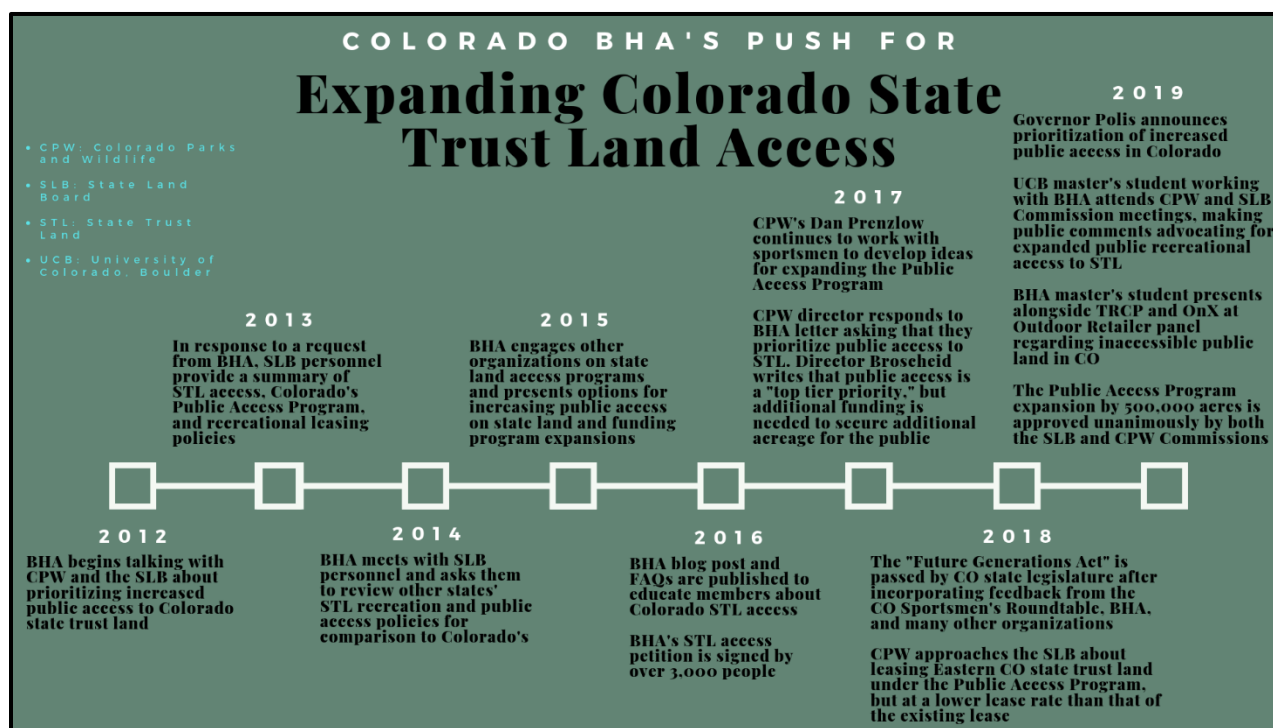 COLORADO BHA'S PUSH FOR
Expanding Colorado State
Trust Land Access
• CPW: Colorado Parks
and Wildlife
• SLB: State Land
Board
• STL: State Trust
Land
• UCB: University of
Colorado, Boulder
2012
BHA begins talking with
CPW and the SLB about
prioritizing increased
public access to Colorado
state trust land
2013
In response to a request
from BHA, SLB personnel
provide a summary of
STL access, Colorado's
Public Access Program,
and recreational leasing
policies
2014
BHA meets with SLB
personnel and asks them
to review other states'
STL recreation and public
access policies for
comparison to Colorado's
2015
BHA engages other
organizations on state
land access programs
and presents options for
increasing public access
on state land and funding
program expansions
2016
BHA blog post and
FAQs are published to
educate members about
Colorado STL access
BHA's STL access
petition is signed by
over 3,000 people
2017
CPW's Dan Prenzlow
continues to work with
sportsmen to develop ideas
for expanding the Public
Access Program
CPW director responds to
BHA letter asking that they
prioritize public access to
STL. Director Broscheid
writes that public access is
a "top tier priority," but
additional funding is
needed to secure additional
acreage for the public
2018
The "Future Generations Act" is
passed by CO state legislature after
incorporating feedback from the
CO Sportsmen's Roundtable, BHA,
and many other organizations
CPW approaches the SLB about
leasing Eastern CO state trust land
under the Public Access Program,
but at a lower lease rate than that of
the existing lease
2019
Governor Polis announces
prioritization of increased
public access in Colorado
UCB master's student working
with BHA attends CPW and SLB
Commission meetings, making
public comments advocating for
expanded public recreational
access to STL
BHA master's student presents
alongside TRCP and OnX at
Outdoor Retailer panel
regarding inaccessible public
land in CO
The Public Access Program
expansion by 500,000 acres is
approved unanimously by both
the SLB and CPW Commissions